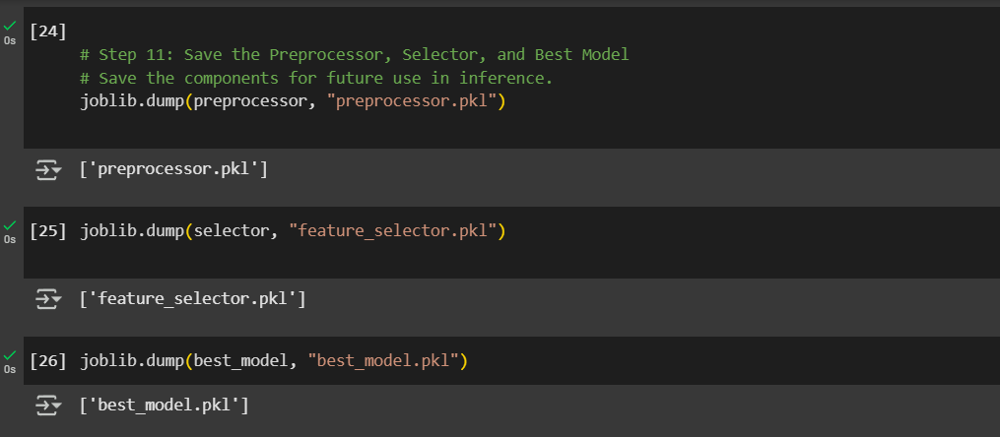 [24]
0s
# Step 11: Save the Preprocessor, Selector, and Best Model
# Save the components for future use in inference.
joblib.dump(preprocessor, "preprocessor.pkl")
['preprocessor.pkl']
[25] joblib.dump(selector, "feature_selector.pkl")
0s
['feature_selector.pkl']
[26] joblib.dump(best_model, "best_model.pkl")
0s
['best_model.pkl']